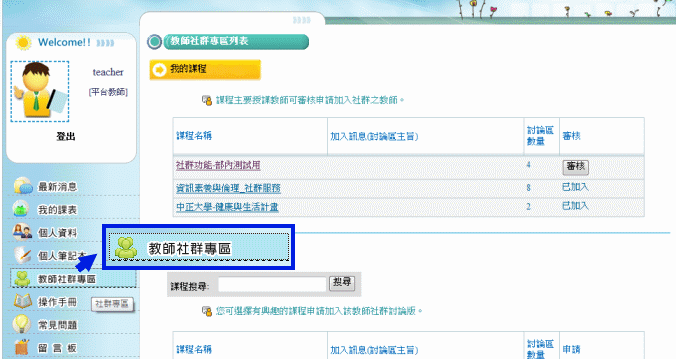 Welcome!!
teacher
[平台教師]
登出
最新消息
我的課表
個人資料
個人筆記本
教師社群專區
操作手冊
社群專區
常見問題
留言板
教師社群專區列表
我的課程
課程主要授課教師可審核申請加入社群之教師。
課程名稱 加入訊息(討論區主旨) 討論區數量 審核
社群功能-部內測試用 4 審核
資訊素養與倫理_社群服務 8 已加入
中正大學-健康與生活計畫 2 已加入
教師社群專區
課程搜尋: 搜尋
您可選擇有興趣的課程申請加入該教師社群討論版。
課程名稱 加入訊息(討論區主旨) 討論區數量 申請